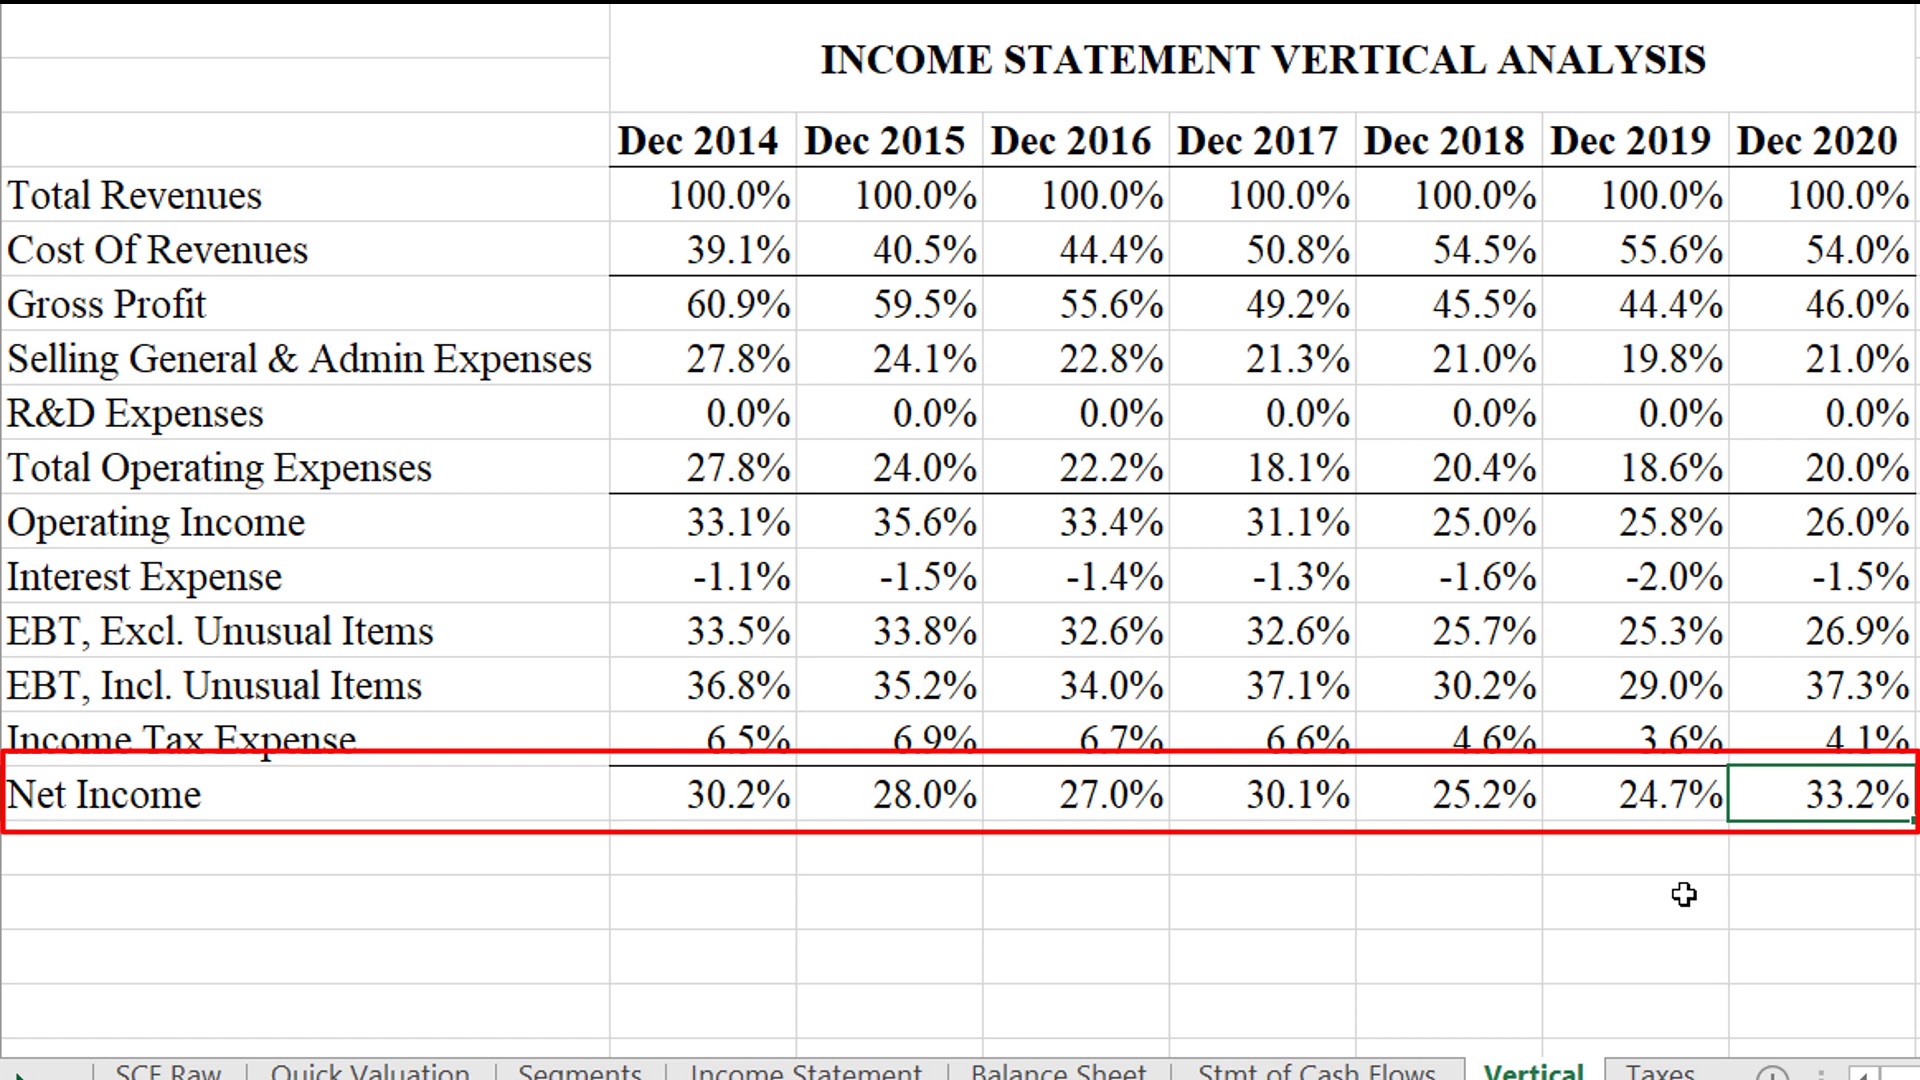 INCOME STATEMENT VERTICAL ANALYSIS
Dec 2014 Dec 2015 Dec 2016 Dec 2017 Dec 2018 Dec 2019 Dec 2020
Total Revenues 100.0% 100.0% 100.0% 100.0% 100.0% 100.0% 100.0%
Cost Of Revenues 39.1% 40.5% 44.4% 50.8% 54.5% 55.6% 54.0%
Gross Profit 60.9% 59.5% 55.6% 49.2% 45.5% 44.4% 46.0%
Selling General & Admin Expenses 27.8% 24.1% 22.8% 21.3% 21.0% 19.8% 21.0%
R&D Expenses 0.0% 0.0% 0.0% 0.0% 0.0% 0.0% 0.0%
Total Operating Expenses 27.8% 24.0% 22.2% 18.1% 20.4% 18.6% 20.0%
Operating Income 33.1% 35.6% 33.4% 31.1% 25.0% 25.8% 26.0%
Interest Expense -1.1% -1.5% -1.4% -1.3% -1.6% -2.0% -1.5%
EBT, Excl. Unusual Items 33.5% 33.8% 32.6% 32.6% 25.7% 25.3% 26.9%
EBT, Incl. Unusual Items 36.8% 35.2% 34.0% 37.1% 30.2% 29.0% 37.3%
Income Tax Expense 6.5% 6.9% 6.7% 6.6% 4.6% 3.6% 4.1%
Net Income 30.2% 28.0% 27.0% 30.1% 25.2% 24.7% 33.2%
SCF Raw Quick Valuation Segments Income Statement Balance Sheet Stmt of Cash Flows Vertical Taxes